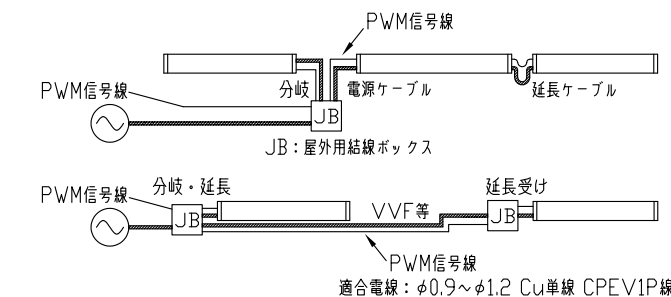 PWM信号線
PWM信号線
分岐
電源ケーブル
延長ケーブル
JB
JB：屋外用結線ボックス
PWM信号線
分岐・延長
延長受け
VVF等
JB
JB
PWM信号線
適合電線：φ0.9～φ1.2 Cu単線 CPEV1P線